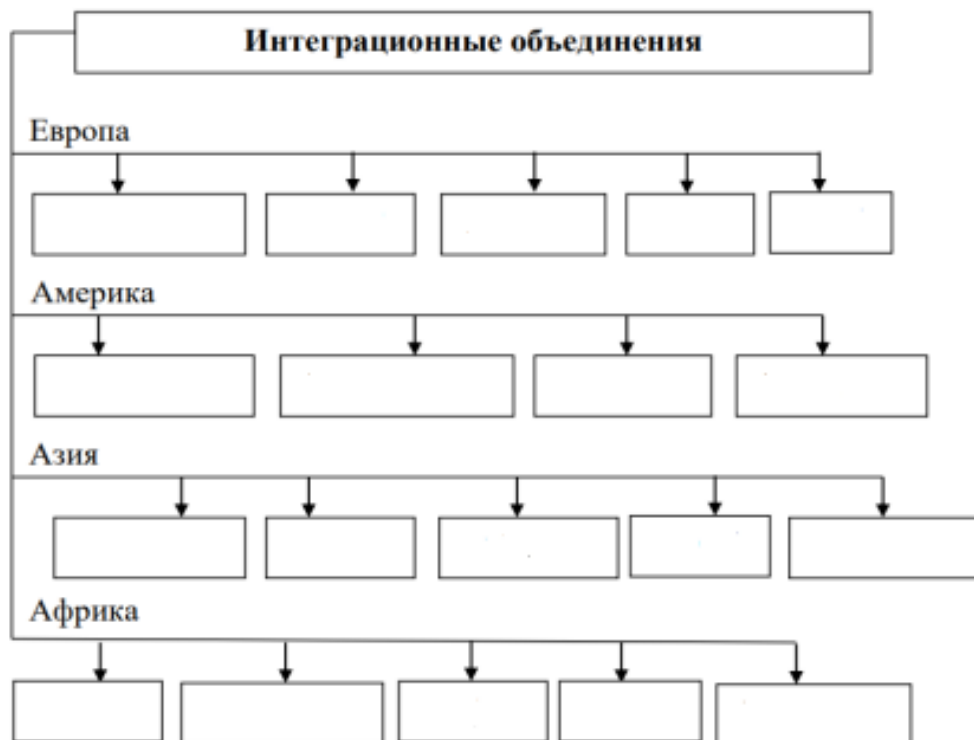 Интеграционные объединения
Европа
Америка
Азия
Африка